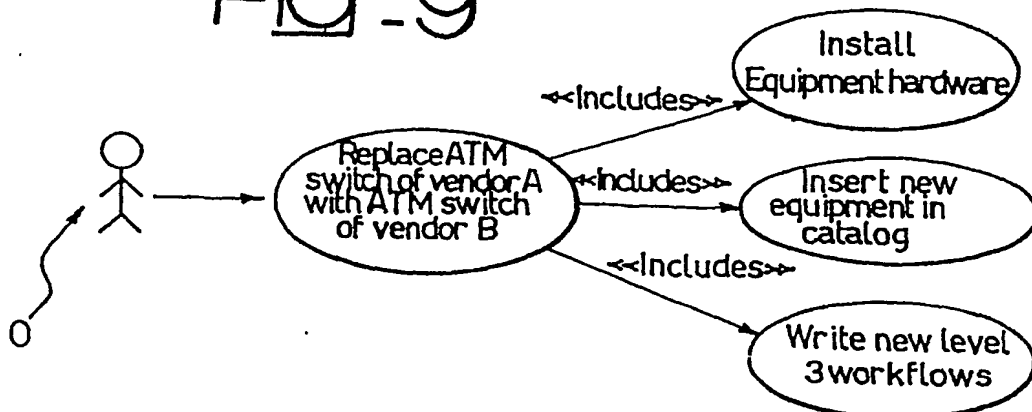 FIG-9
Install
Equipment hardware
<<Includes>>
Replace ATM
switch of vendor A
with ATM switch
of vendor B
<<Includes>>
Insert new
equipment in
catalog
<<Includes>>
Write new level
3 workflows
O